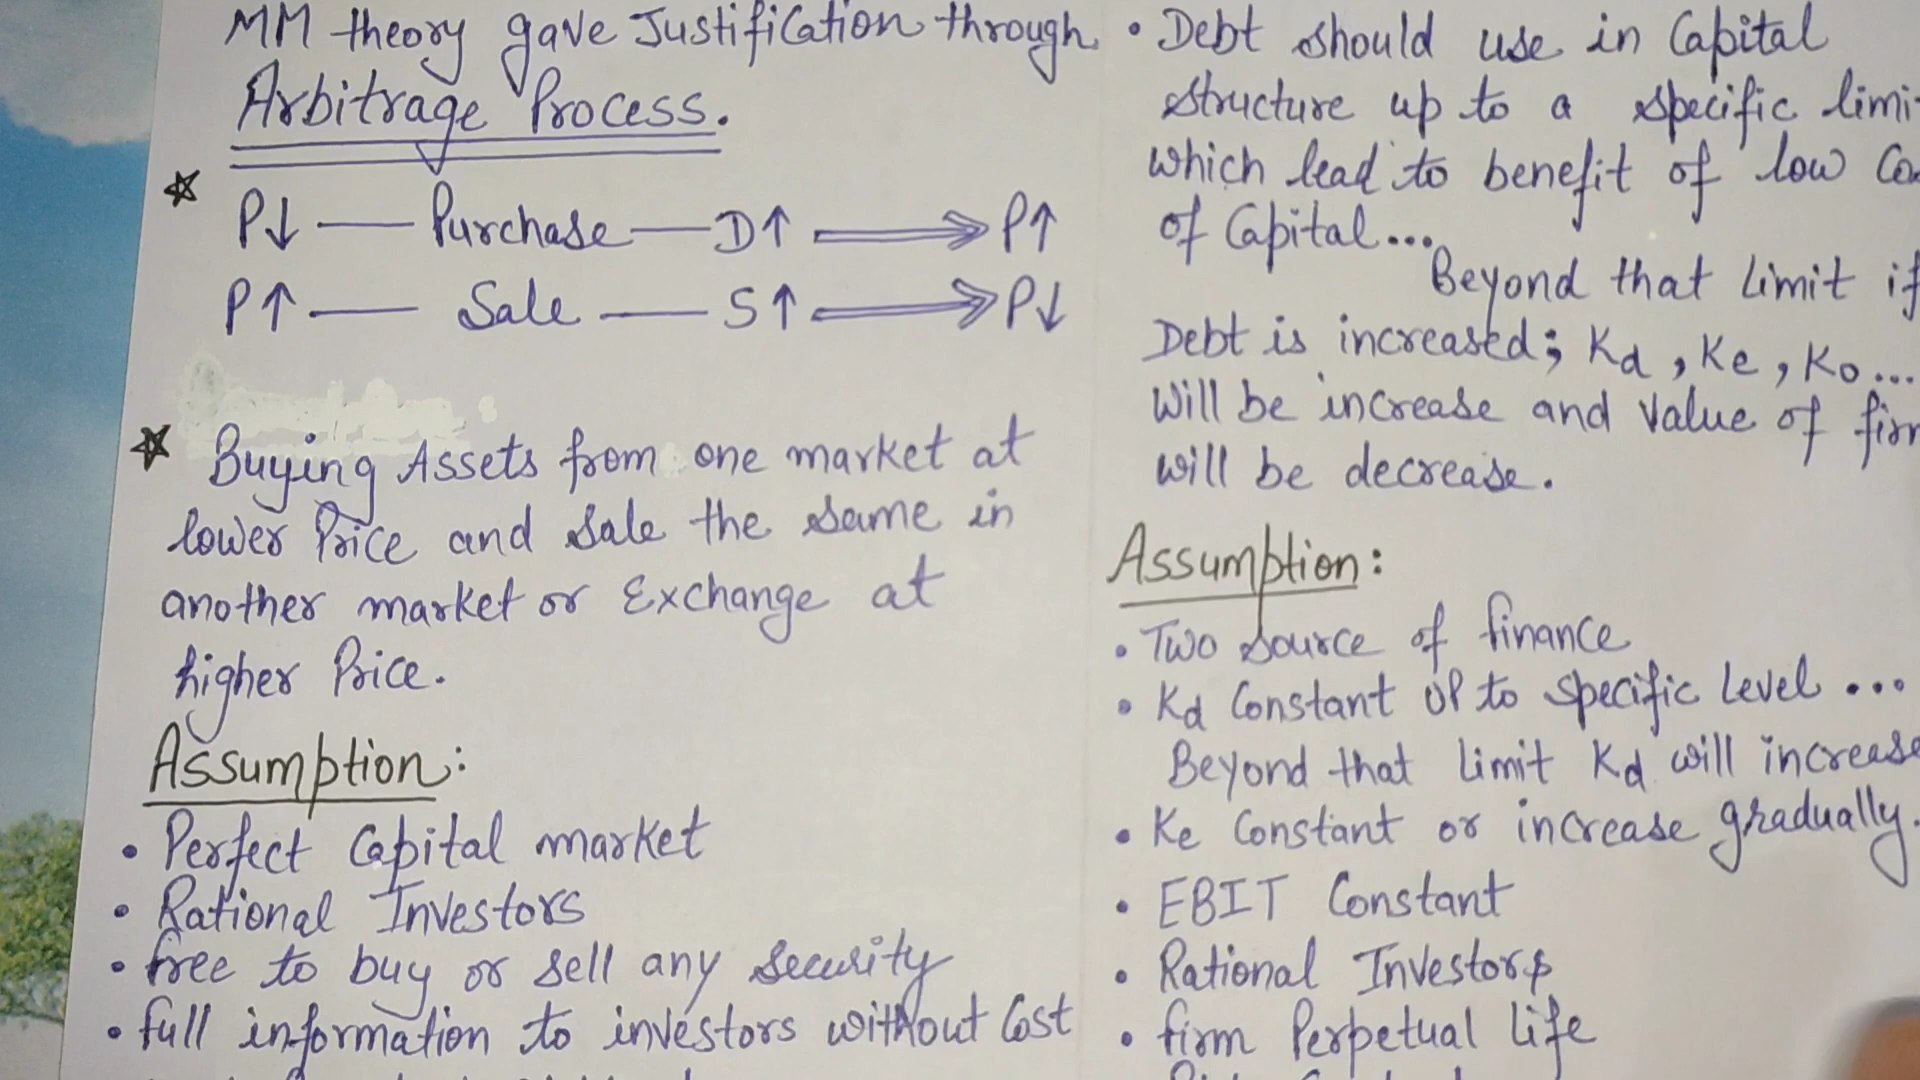 MM theory gave Justification through
Arbitrage Process.
P↓ — Purchase — D↑ ⟹ P↑
P↑ — Sale — S↑ ⟹ P↓
Buying Assets from one market at
lower Price and Sale the same in
another market or Exchange at
higher Price.
Assumption:
• Perfect Capital market
• Rational Investors
• free to buy or sell any security
• full information to investors without Cost
• Debt should use in Capital
structure up to a specific limi
which lead to benefit of low Co
of Capital...
Beyond that Limit if
Debt is increased; Kd, Ke, Ko...
Will be increase and Value of fir
will be decrease.
Assumption:
• Two source of finance
• Kd Constant UP to specific Level ...
Beyond that Limit Kd will increase
• Ke Constant or increase gradually.
• EBIT Constant
• Rational Investors
• firm Perpetual life